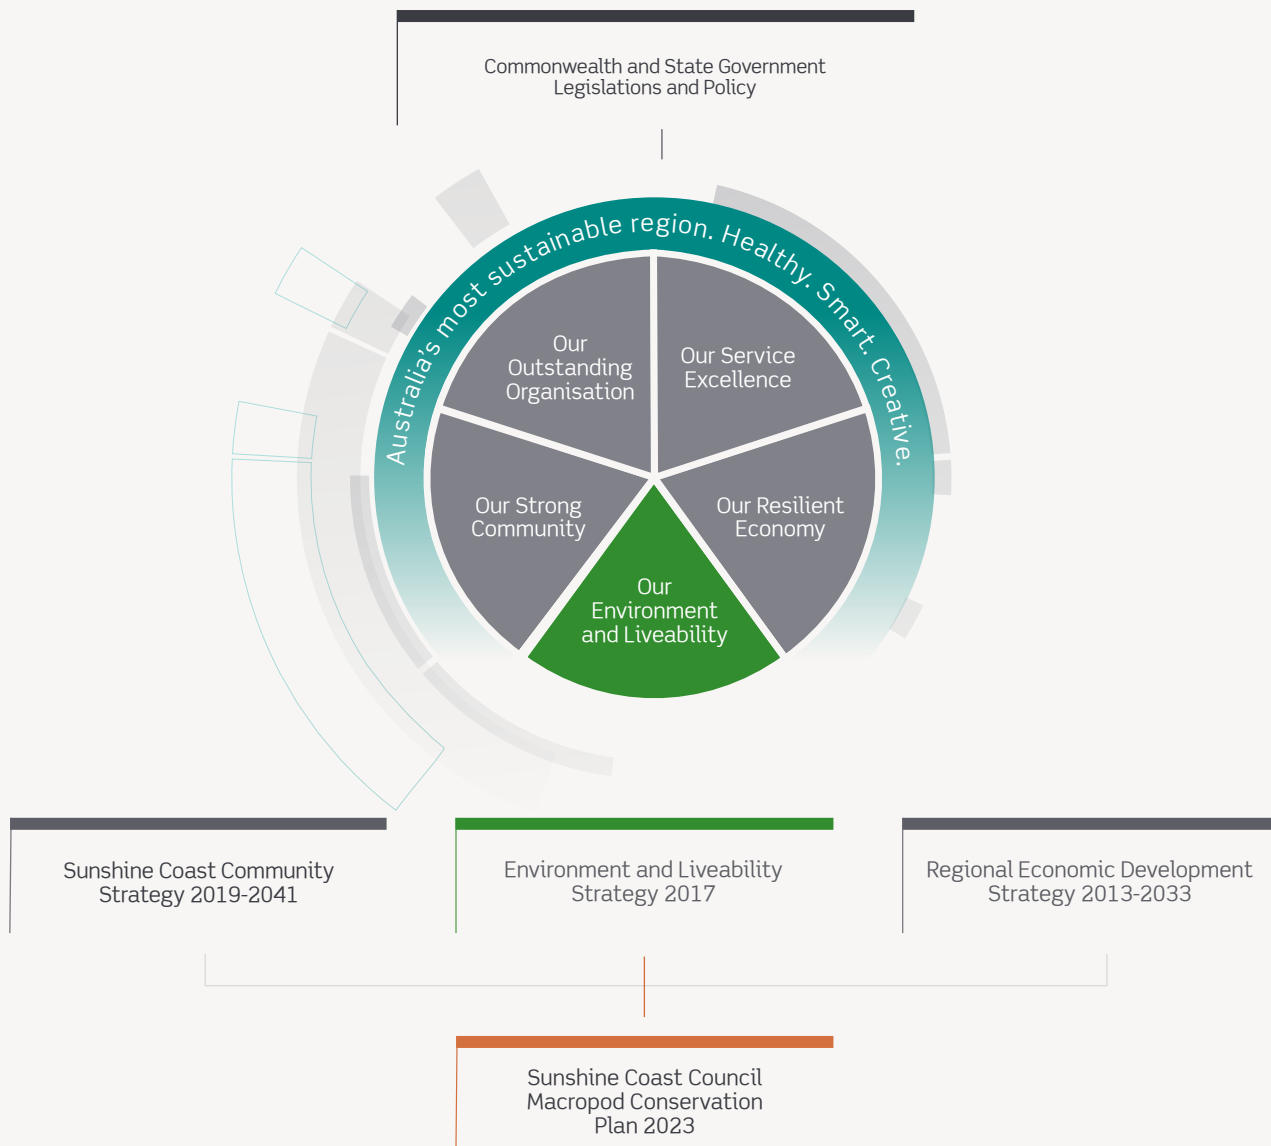 Commonwealth and State Government
Legislations and Policy
Australia's most sustainable region. Healthy. Smart. Creative.
Our
Outstanding
Organisation
Our Service
Excellence
Our Strong
Community
Our Resilient
Economy
Our
Environment
and Liveability
Sunshine Coast Community
Strategy 2019-2041
Environment and Liveability
Strategy 2017
Regional Economic Development
Strategy 2013-2033
Sunshine Coast Council
Macropod Conservation
Plan 2023